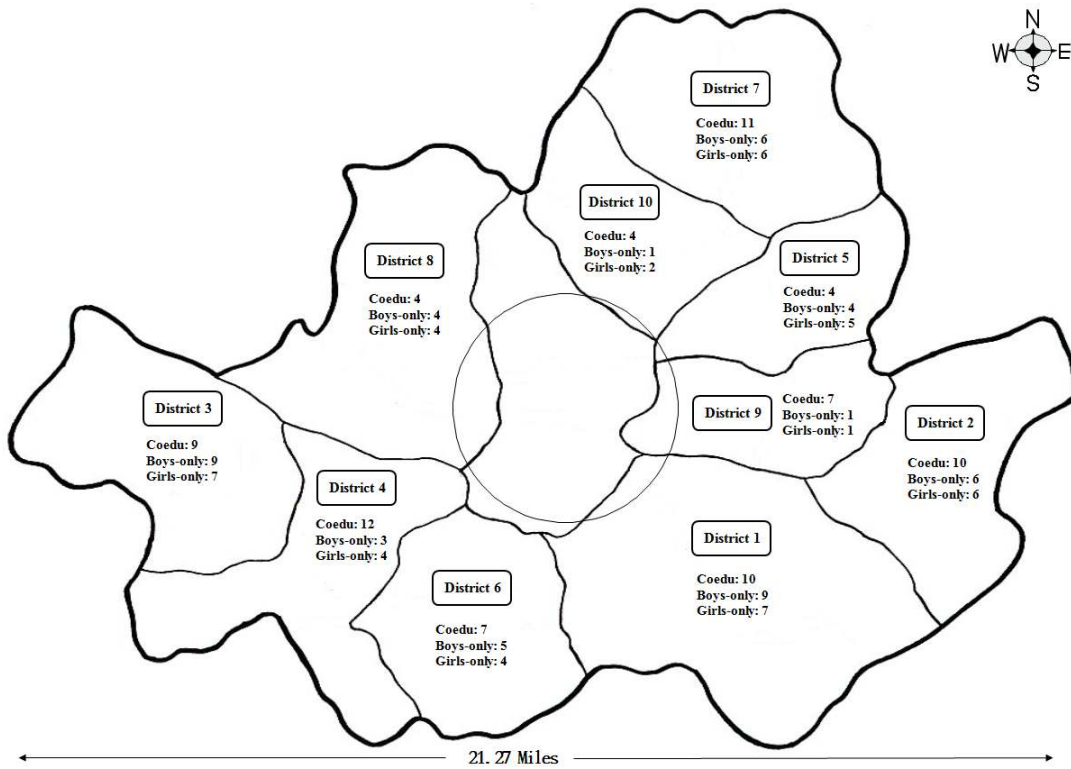 N
W E
S
District 7
Coedu: 11
Boys-only: 6
Girls-only: 6
District 10
Coedu: 4
Boys-only: 1
Girls-only: 2
District 8
Coedu: 4
Boys-only: 4
Girls-only: 4
District 5
Coedu: 4
Boys-only: 4
Girls-only: 5
District 3
Coedu: 9
Boys-only: 9
Girls-only: 7
District 9
Coedu: 7
Boys-only: 1
Girls-only: 1
District 2
Coedu: 10
Boys-only: 6
Girls-only: 6
District 4
Coedu: 12
Boys-only: 3
Girls-only: 4
District 1
Coedu: 10
Boys-only: 9
Girls-only: 7
District 6
Coedu: 7
Boys-only: 5
Girls-only: 4
21.27 Miles